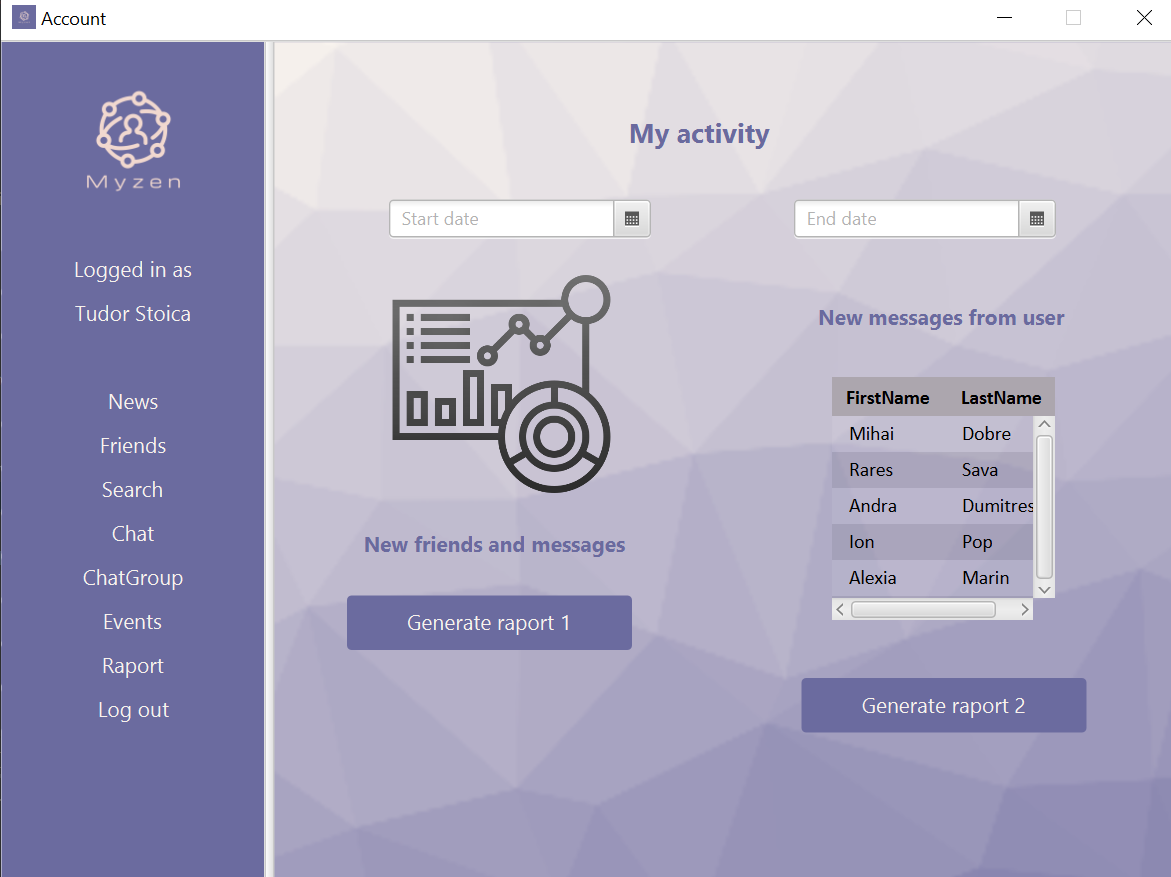 Account
Myzen
Logged in as
Tudor Stoica
News
Friends
Search
Chat
ChatGroup
Events
Raport
Log out
My activity
Start date
End date
New friends and messages
Generate raport 1
New messages from user
FirstName LastName
Mihai Dobre
Rares Sava
Andra Dumitres
Ion Pop
Alexia Marin
Generate raport 2